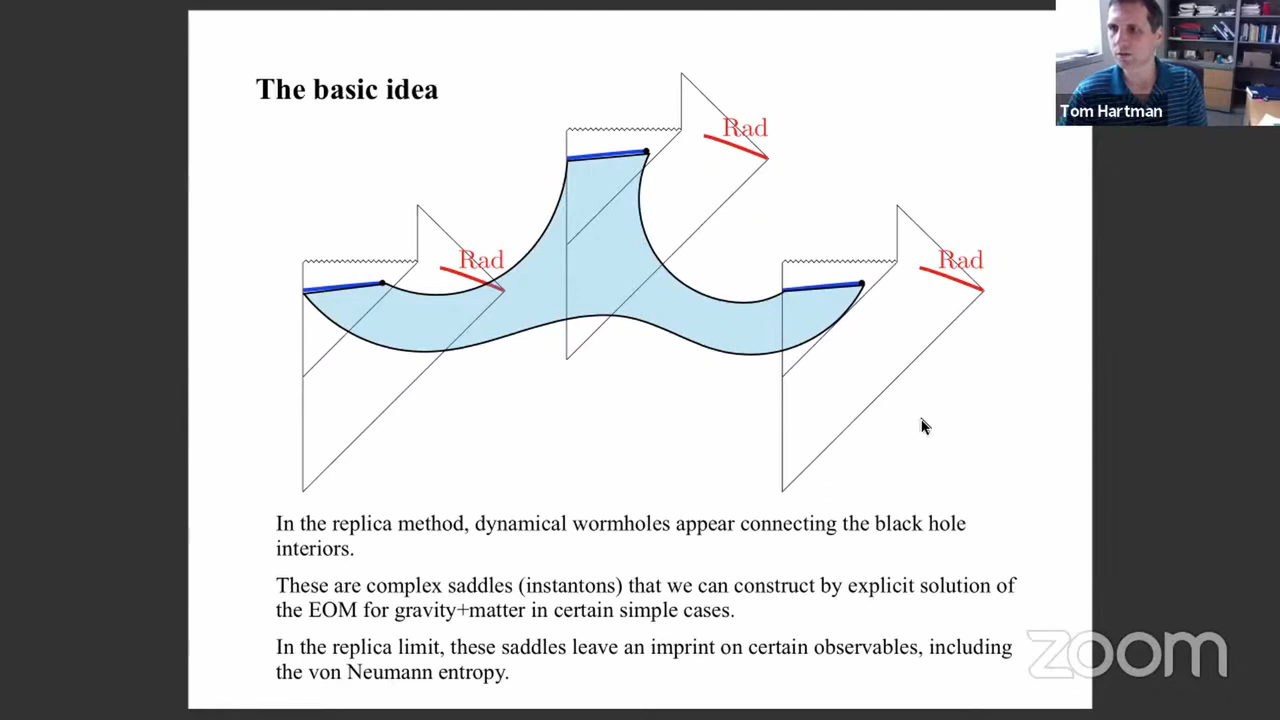 The basic idea
Tom Hartman
Rad
Rad
Rad
In the replica method, dynamical wormholes appear connecting the black hole
interiors.
These are complex saddles (instantons) that we can construct by explicit solution of
the EOM for gravity+matter in certain simple cases.
In the replica limit, these saddles leave an imprint on certain observables, including
the von Neumann entropy.
zoom